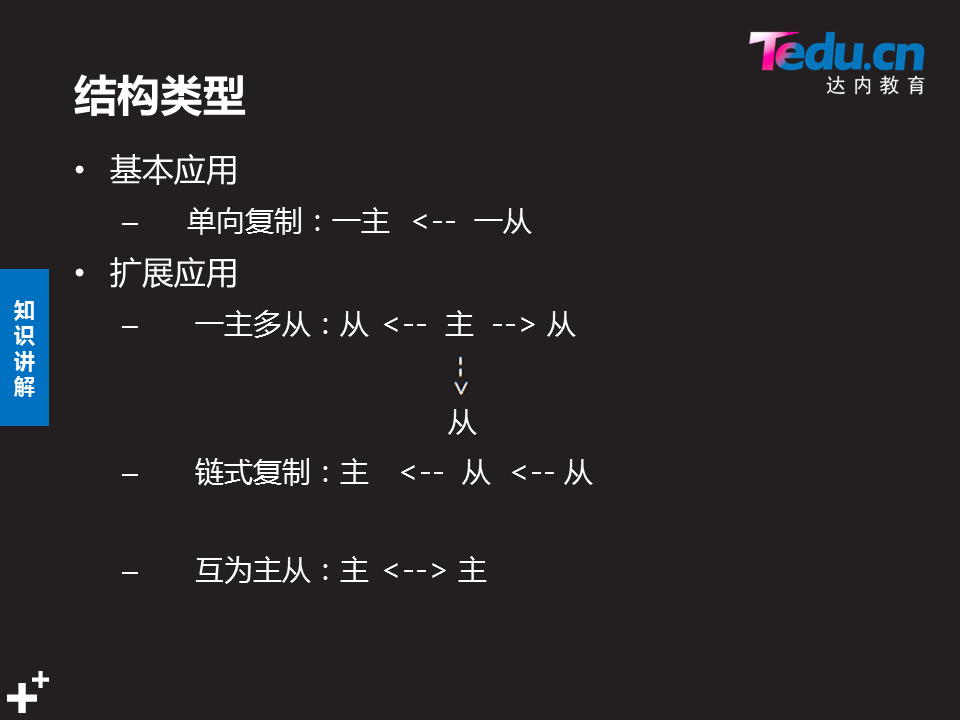 Tedu.cn
达内教育
结构类型
• 基本应用
– 单向复制：一主 <-- 一从
• 扩展应用
– 一主多从：从 <-- 主 --> 从
从
– 链式复制：主 <-- 从 <-- 从
– 互为主从：主 <--> 主
知识讲解